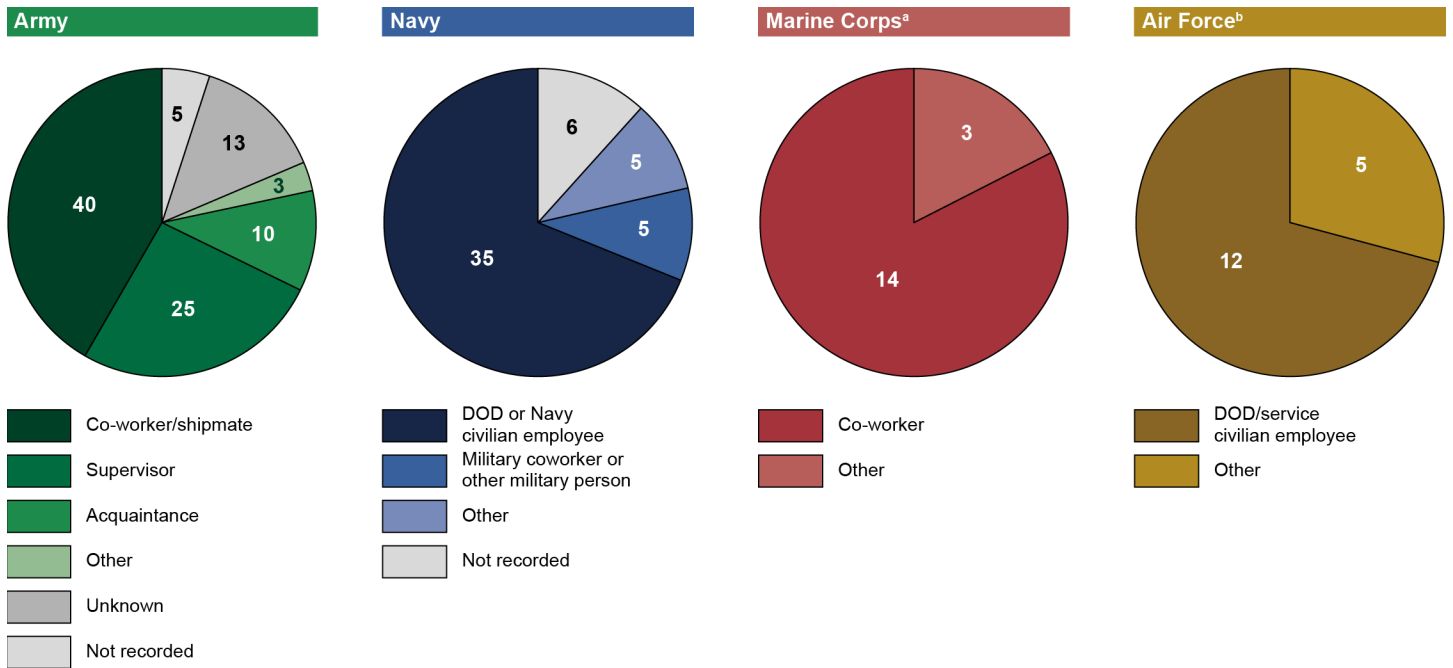 Army
5
13
3
40
10
25
Co-worker/shipmate
Supervisor
Acquaintance
Other
Unknown
Not recorded
Navy
6
5
5
35
DOD or Navy
civilian employee
Military coworker or
other military person
Other
Not recorded
Marine Corpsᵃ
3
14
Co-worker
Other
Air Forceᵇ
5
12
DOD/service
civilian employee
Other